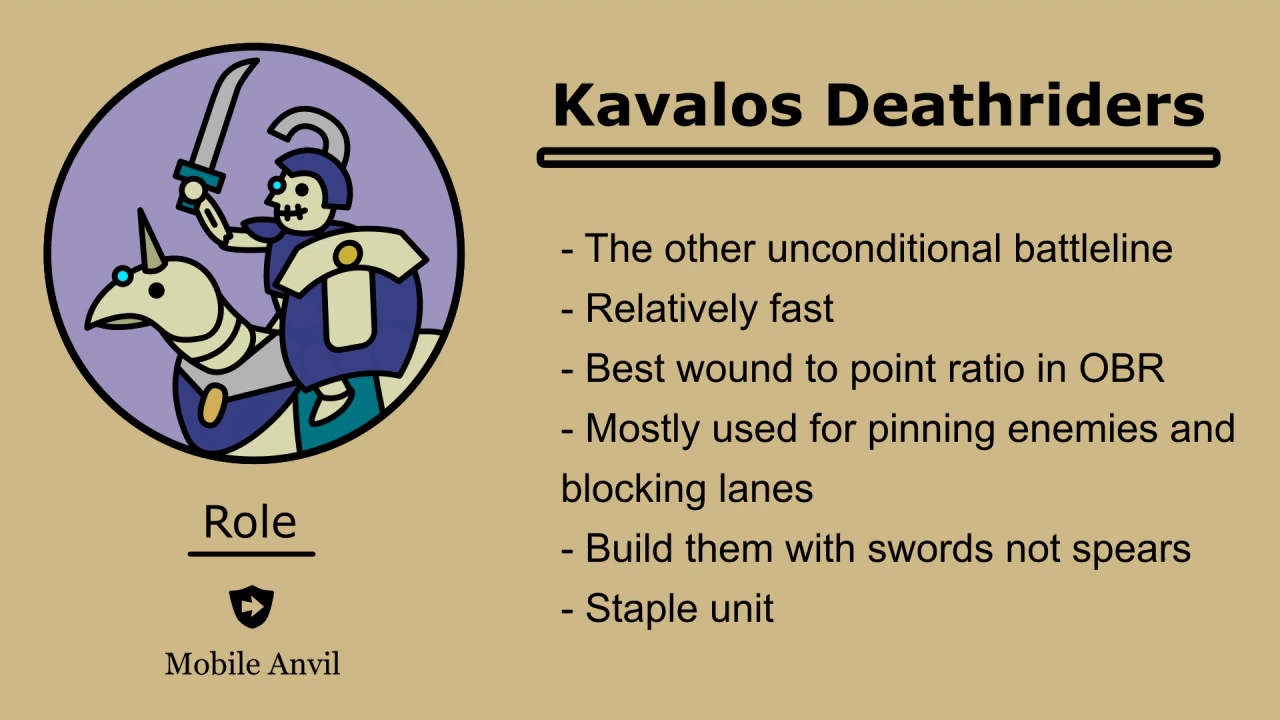 Kavalos Deathriders
- The other unconditional battleline
- Relatively fast
- Best wound to point ratio in OBR
- Mostly used for pinning enemies and
blocking lanes
- Build them with swords not spears
- Staple unit
Role
Mobile Anvil